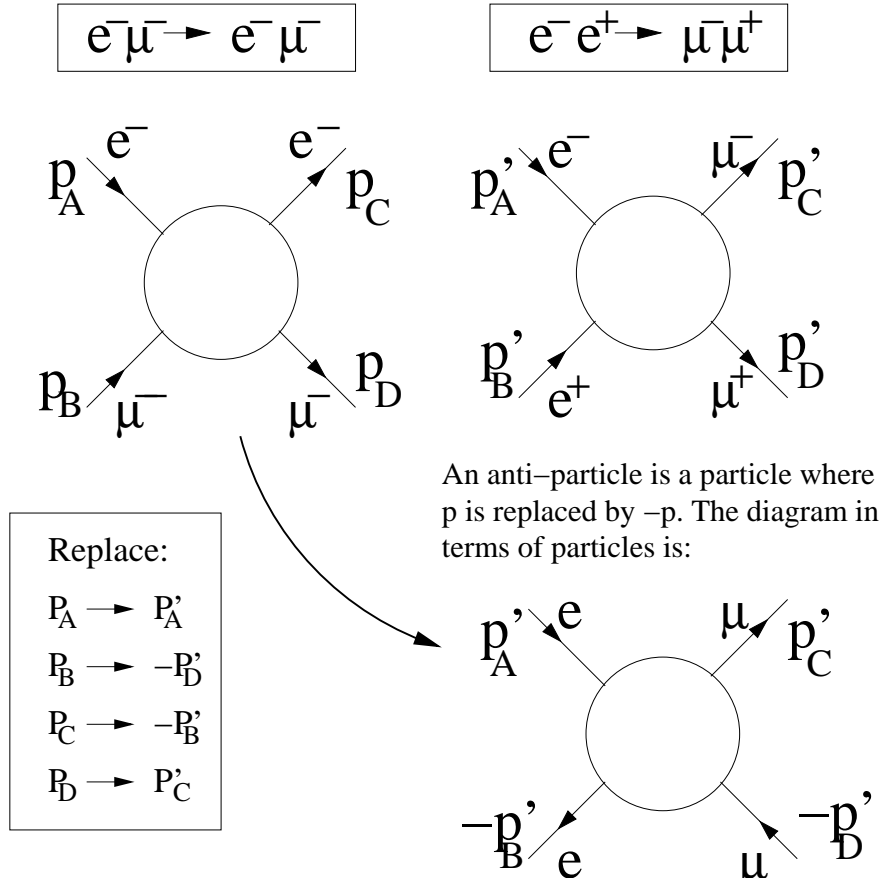 e⁻μ⁻ → e⁻μ⁻
e⁻ e⁺ → μ⁻μ⁺
e⁻ e⁻
p_A p_C
p_B p_D
μ⁻ μ⁻
e⁻ μ⁻
p'_A p'_C
p'_B p'_D
e⁺ μ⁺
An anti−particle is a particle where
p is replaced by −p. The diagram in
terms of particles is:
Replace:
P_A → P'_A
P_B → −P'_D
P_C → −P'_B
P_D → P'_C
e μ
p'_A p'_C
−p'_B −p'_D
e μ